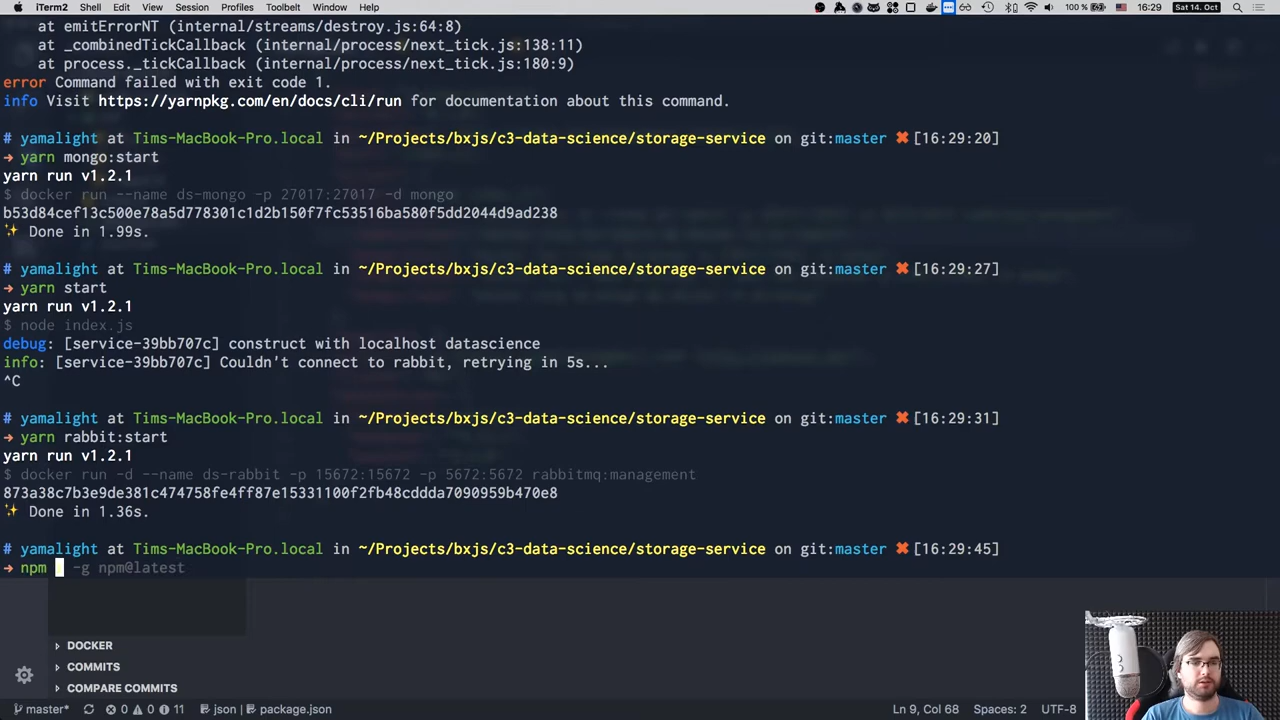 iTerm2 Shell Edit View Session Profiles Toolbelt Window Help 100 % 16:29 Sat 14. Oct
at emitErrorNT (internal/streams/destroy.js:64:8)
at _combinedTickCallback (internal/process/next_tick.js:138:11)
at process._tickCallback (internal/process/next_tick.js:180:9)
error Command failed with exit code 1.
info Visit https://yarnpkg.com/en/docs/cli/run for documentation about this command.
# yamalight at Tims-MacBook-Pro.local in ~/Projects/bxjs/c3-data-science/storage-service on git:master ✖ [16:29:20]
→ yarn mongo:start
yarn run v1.2.1
$ docker run --name ds-mongo -p 27017:27017 -d mongo
b53d84cef13c500e78a5d778301c1d2b150f7fc53516ba580f5dd2044d9ad238
✨ Done in 1.99s.
# yamalight at Tims-MacBook-Pro.local in ~/Projects/bxjs/c3-data-science/storage-service on git:master ✖ [16:29:27]
→ yarn start
yarn run v1.2.1
$ node index.js
debug: [service-39bb707c] construct with localhost datascience
info: [service-39bb707c] Couldn't connect to rabbit, retrying in 5s...
^C
# yamalight at Tims-MacBook-Pro.local in ~/Projects/bxjs/c3-data-science/storage-service on git:master ✖ [16:29:31]
→ yarn rabbit:start
yarn run v1.2.1
$ docker run -d --name ds-rabbit -p 15672:15672 -p 5672:5672 rabbitmq:management
873a38c7b3e9de381c474758fe4ff87e15331100f2fb48cddda7090959b470e8
✨ Done in 1.36s.
# yamalight at Tims-MacBook-Pro.local in ~/Projects/bxjs/c3-data-science/storage-service on git:master ✖ [16:29:45]
→ npm -g npm@latest
DOCKER
COMMITS
COMPARE COMMITS
master* 0 0 11 json package.json Ln 9, Col 68 Spaces: 2 UTF-8